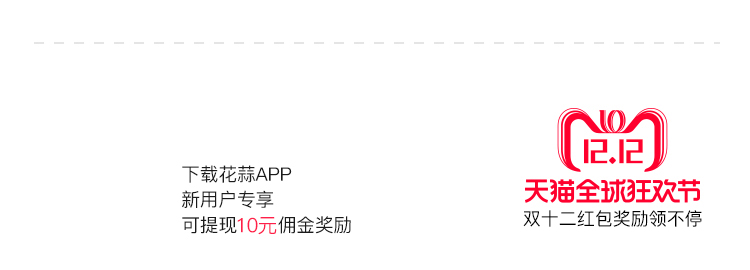 下载花蒜APP
新用户专享
可提现10元佣金奖励
10
12.12
天猫全球狂欢节
双十二红包奖励领不停